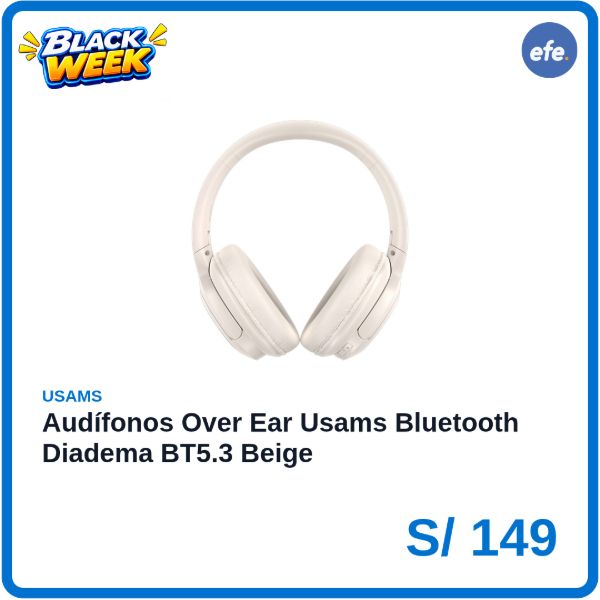 BLACK
WEEK
efe.
USAMS
Audífonos Over Ear Usams Bluetooth
Diadema BT5.3 Beige
S/ 149